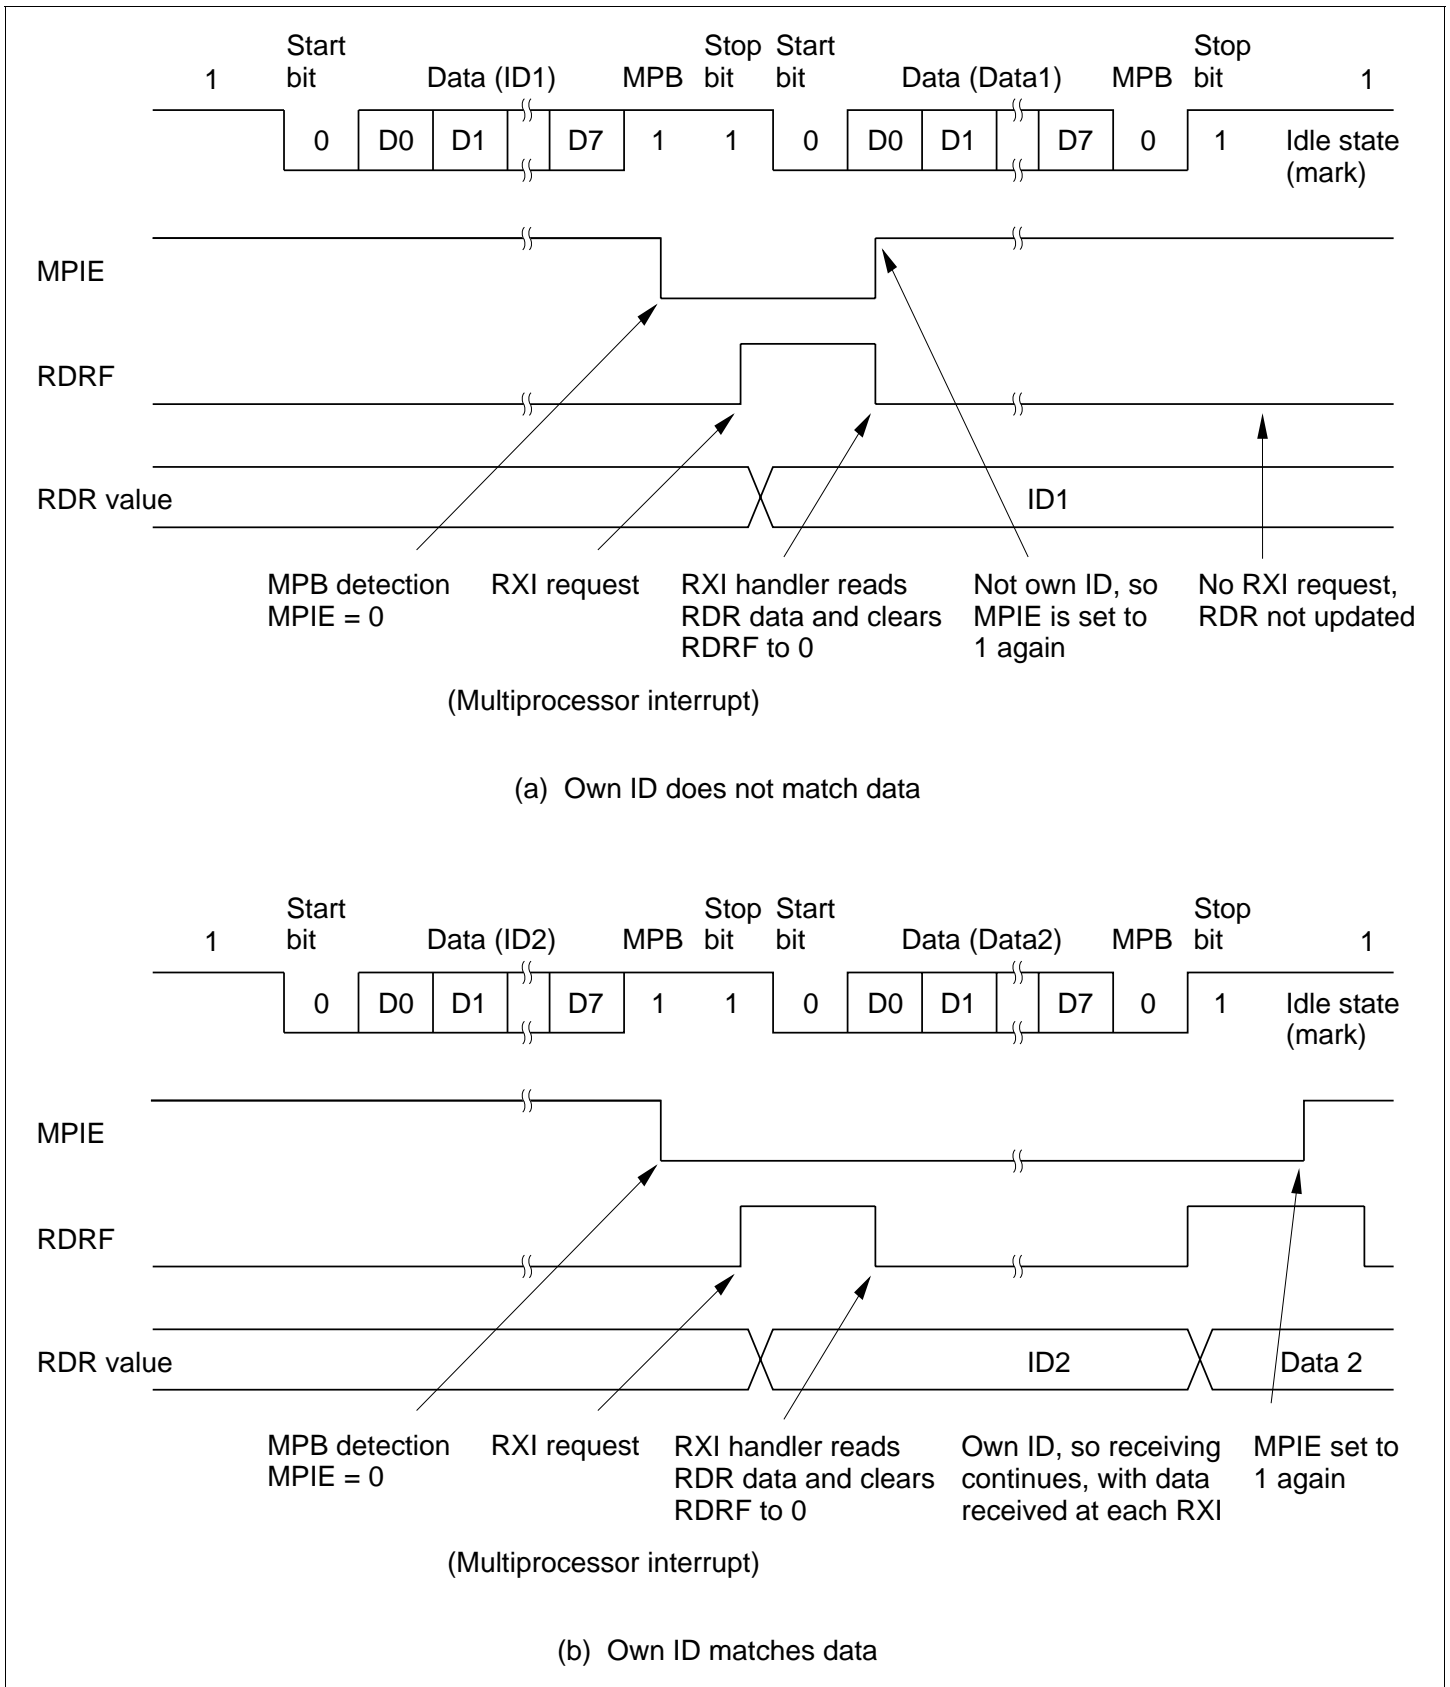 Start Stop Start Stop
1 bit Data (ID1) MPB bit bit Data (Data1) MPB bit 1
0 D0 D1 D7 1 1 0 D0 D1 D7 0 1 Idle state
(mark)
MPIE
RDRF
RDR value ID1
MPB detection RXI request RXI handler reads Not own ID, so No RXI request,
MPIE = 0 RDR data and clears MPIE is set to RDR not updated
RDRF to 0 1 again
(Multiprocessor interrupt)
(a) Own ID does not match data
Start Stop Start Stop
1 bit Data (ID2) MPB bit bit Data (Data2) MPB bit 1
0 D0 D1 D7 1 1 0 D0 D1 D7 0 1 Idle state
(mark)
MPIE
RDRF
RDR value ID2 Data 2
MPB detection RXI request RXI handler reads Own ID, so receiving MPIE set to
MPIE = 0 RDR data and clears continues, with data 1 again
RDRF to 0 received at each RXI
(Multiprocessor interrupt)
(b) Own ID matches data